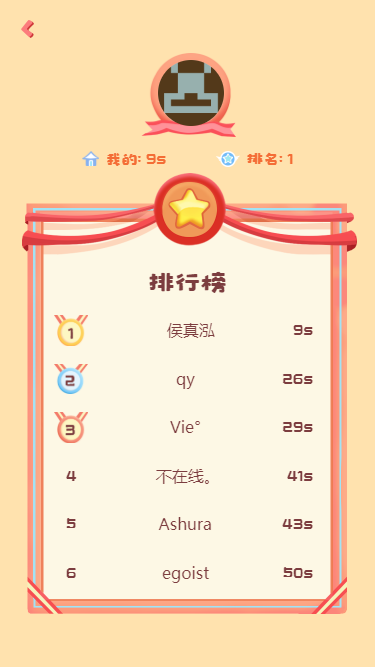 我的: 9s 排名: 1
排行榜
1 侯真泓 9s
2 qy 26s
3 Vie° 29s
4 不在线。 41s
5 Ashura 43s
6 egoist 50s